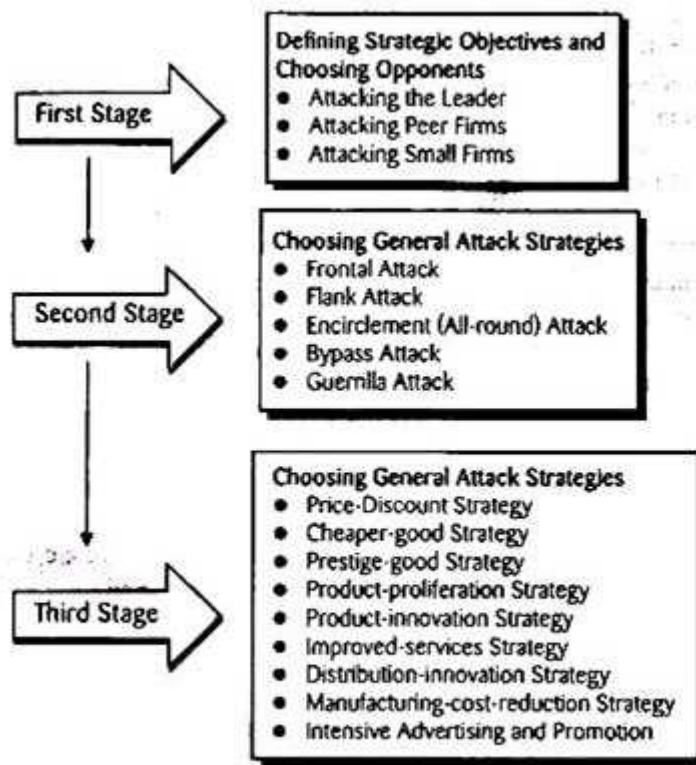 First Stage
Defining Strategic Objectives and
Choosing Opponents
● Attacking the Leader
● Attacking Peer Firms
● Attacking Small Firms
Second Stage
Choosing General Attack Strategies
● Frontal Attack
● Flank Attack
● Encirclement (All-round) Attack
● Bypass Attack
● Guerrilla Attack
Third Stage
Choosing General Attack Strategies
● Price-Discount Strategy
● Cheaper-good Strategy
● Prestige-good Strategy
● Product-proliferation Strategy
● Product-innovation Strategy
● Improved-services Strategy
● Distribution-innovation Strategy
● Manufacturing-cost-reduction Strategy
● Intensive Advertising and Promotion